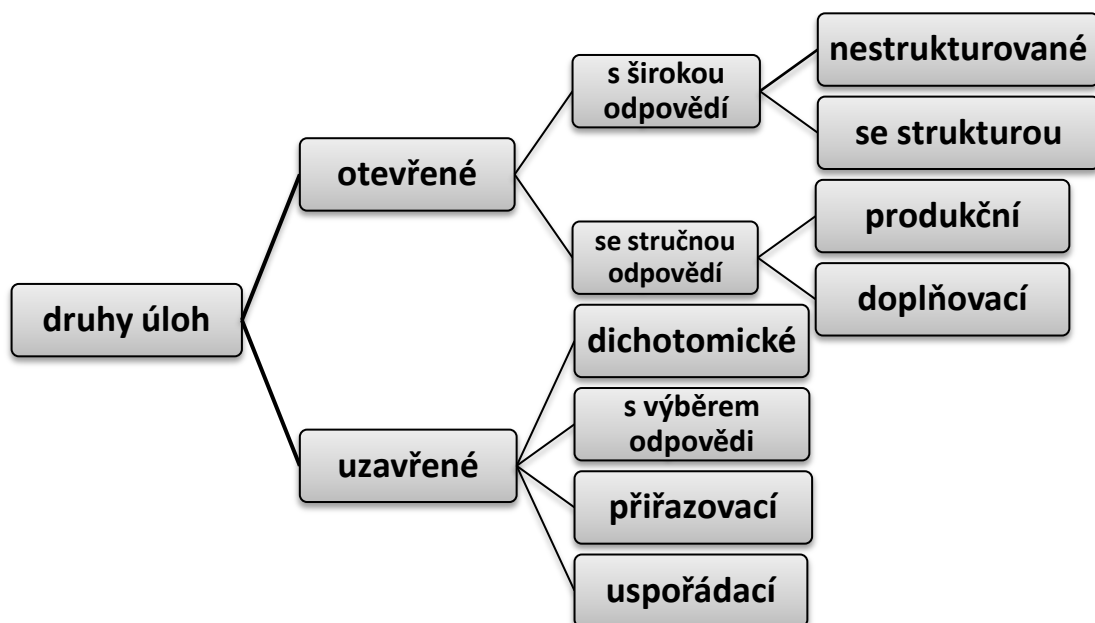 druhy úloh
otevřené
s širokou
odpovědí
nestrukturované
se strukturou
se stručnou
odpovědí
produkční
doplňovací
uzavřené
dichotomické
s výběrem
odpovědi
přiřazovací
uspořádací